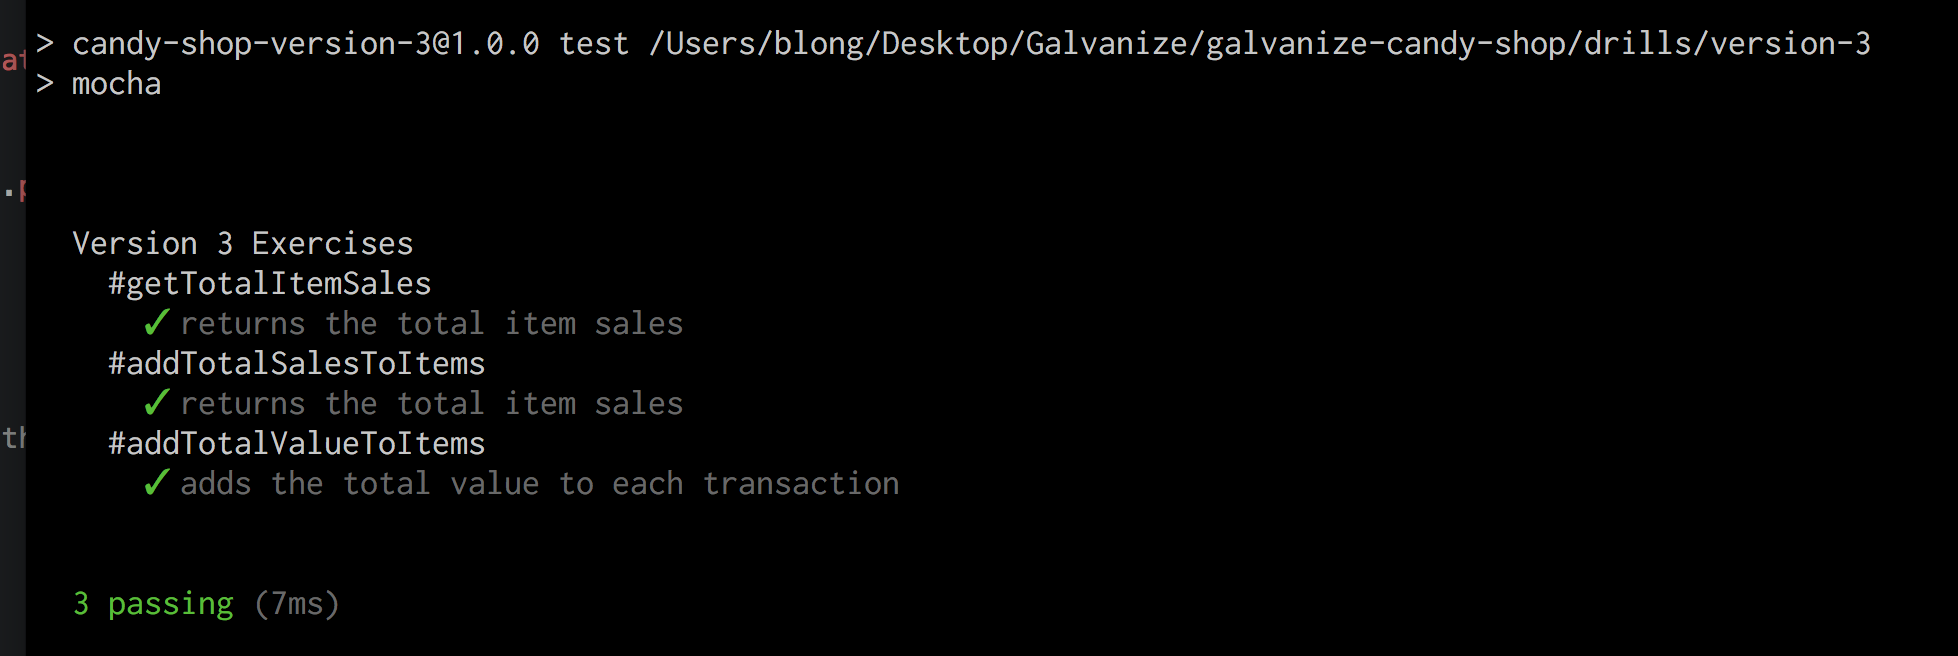 > candy-shop-version-3@1.0.0 test /Users/blong/Desktop/Galvanize/galvanize-candy-shop/drills/version-3
> mocha
Version 3 Exercises
#getTotalItemSales
✓ returns the total item sales
#addTotalSalesToItems
✓ returns the total item sales
#addTotalValueToItems
✓ adds the total value to each transaction
3 passing (7ms)